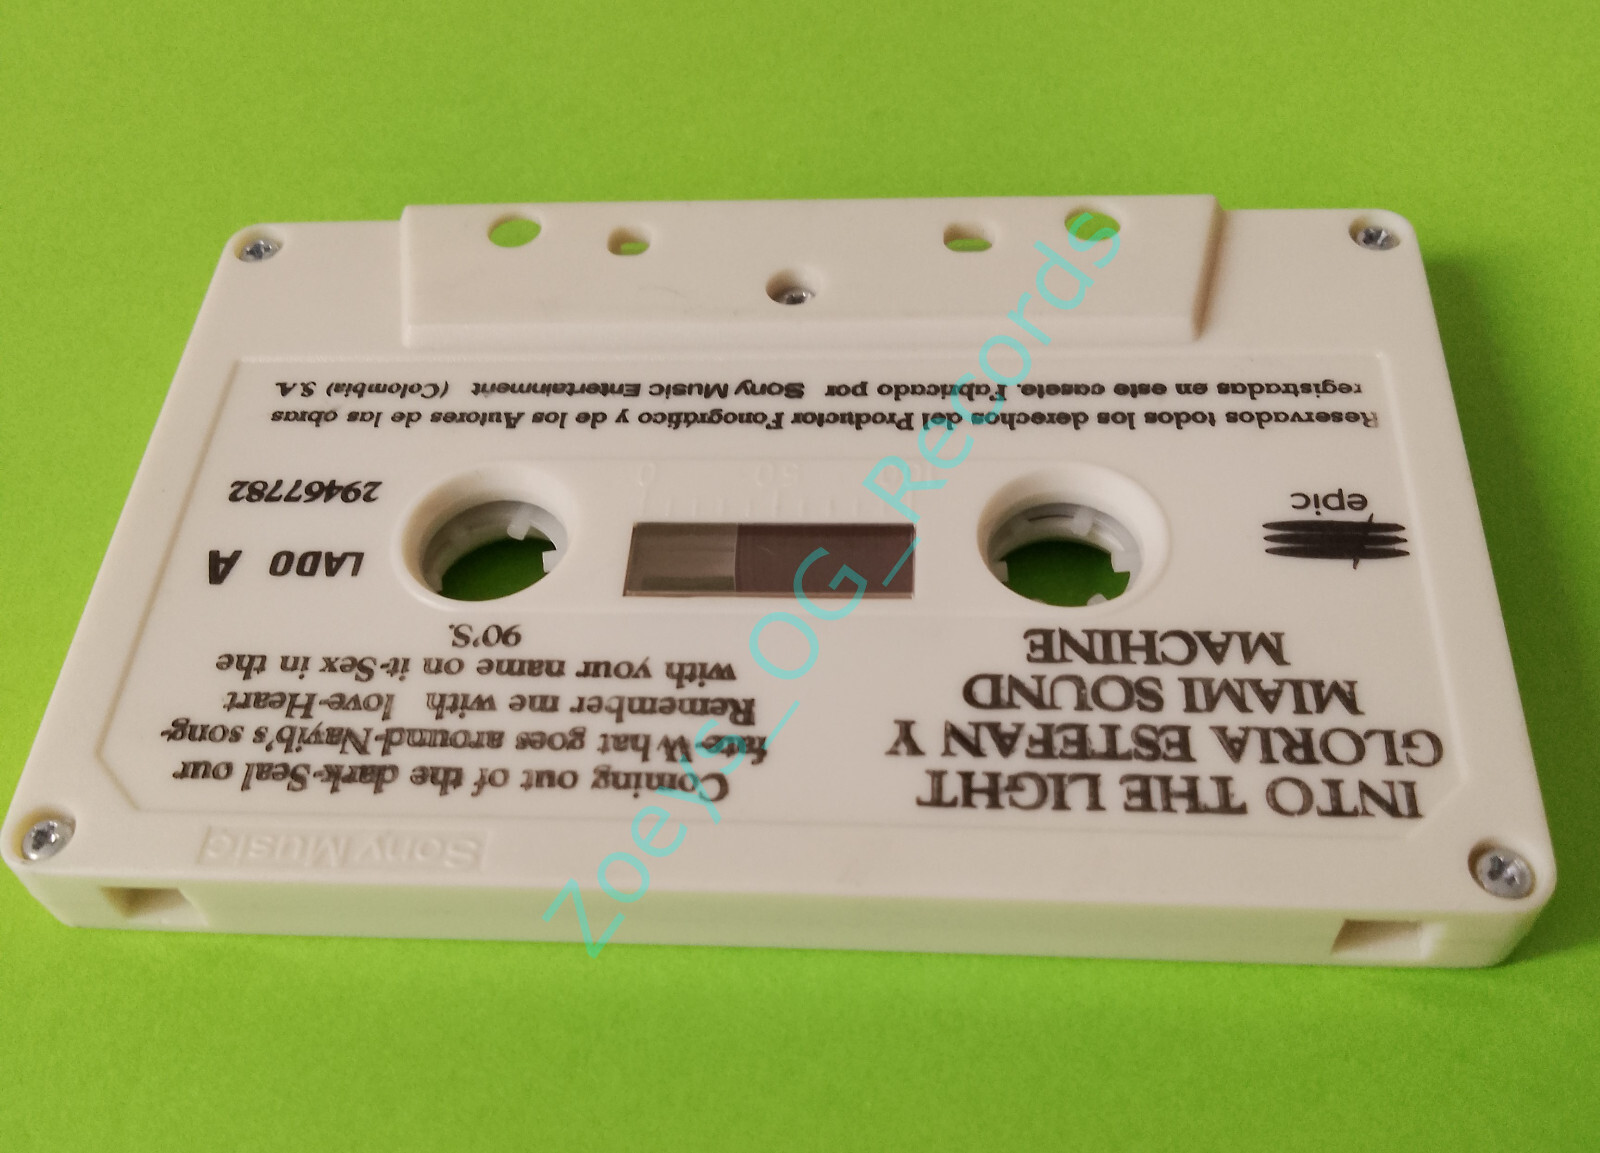 INTO THE LIGHT
GLORIA ESTEFAN Y
MIAMI SOUND
MACHINE
Coming out of the dark-Seal our
fate-What goes around-Nayib's song-
Remember me with love-Heart
with your name on it-Sex in the
90'S.
epic
LADO A
29467782
Reservados todos los derechos del Productor Fonográfico y de los Autores de las obras
registradas en este casete. Fabricado por Sony Music Entertainment (Colombia) S.A.
100 50 0
Sony Music
Zoeys_OG_Records